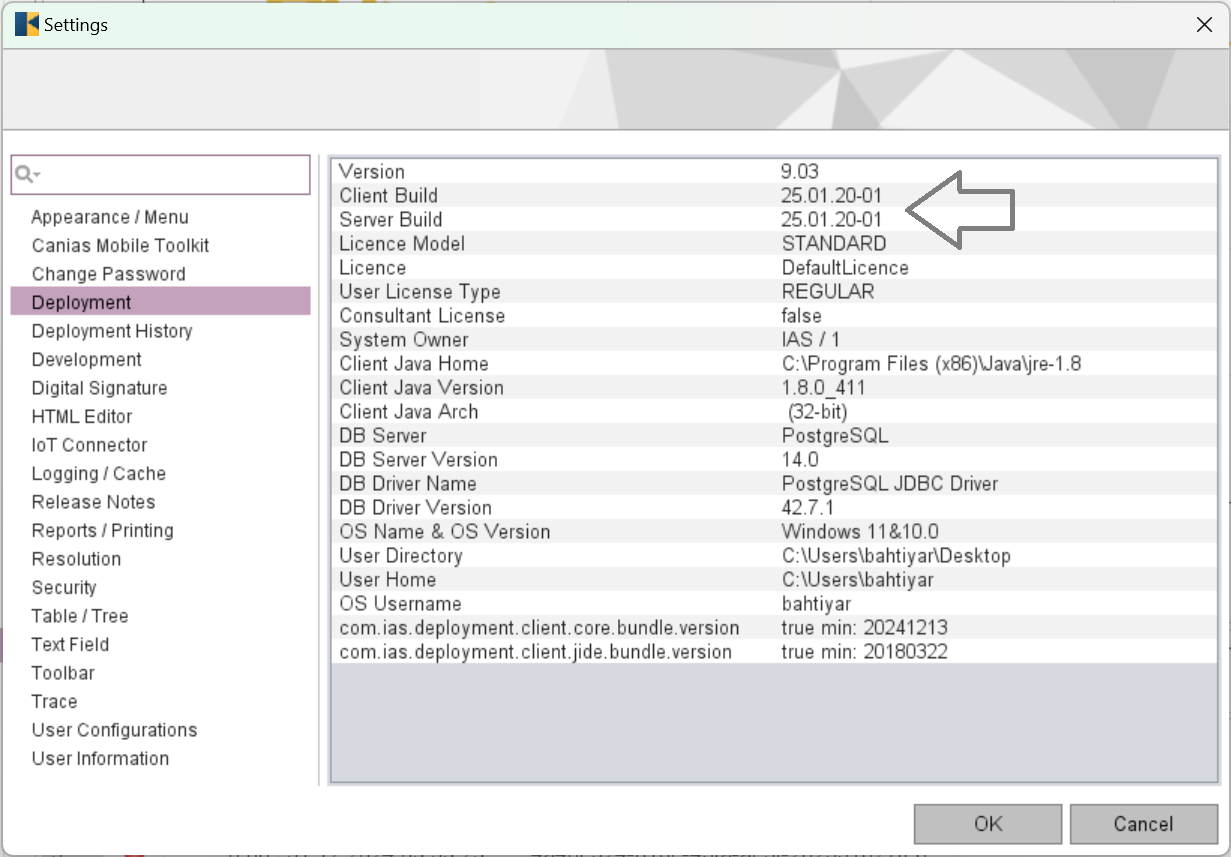 Settings
Appearance / Menu
Canias Mobile Toolkit
Change Password
Deployment
Deployment History
Development
Digital Signature
HTML Editor
IoT Connector
Logging / Cache
Release Notes
Reports / Printing
Resolution
Security
Table / Tree
Text Field
Toolbar
Trace
User Configurations
User Information
Version 9.03
Client Build 25.01.20-01
Server Build 25.01.20-01
Licence Model STANDARD
Licence DefaultLicence
User License Type REGULAR
Consultant License false
System Owner IAS / 1
Client Java Home C:\Program Files (x86)\Java\jre-1.8
Client Java Version 1.8.0_411
Client Java Arch (32-bit)
DB Server PostgreSQL
DB Server Version 14.0
DB Driver Name PostgreSQL JDBC Driver
DB Driver Version 42.7.1
OS Name & OS Version Windows 11&10.0
User Directory C:\Users\bahtiyar\Desktop
User Home C:\Users\bahtiyar
OS Username bahtiyar
com.ias.deployment.client.core.bundle.version true min: 20241213
com.ias.deployment.client.jide.bundle.version true min: 20180322
OK
Cancel